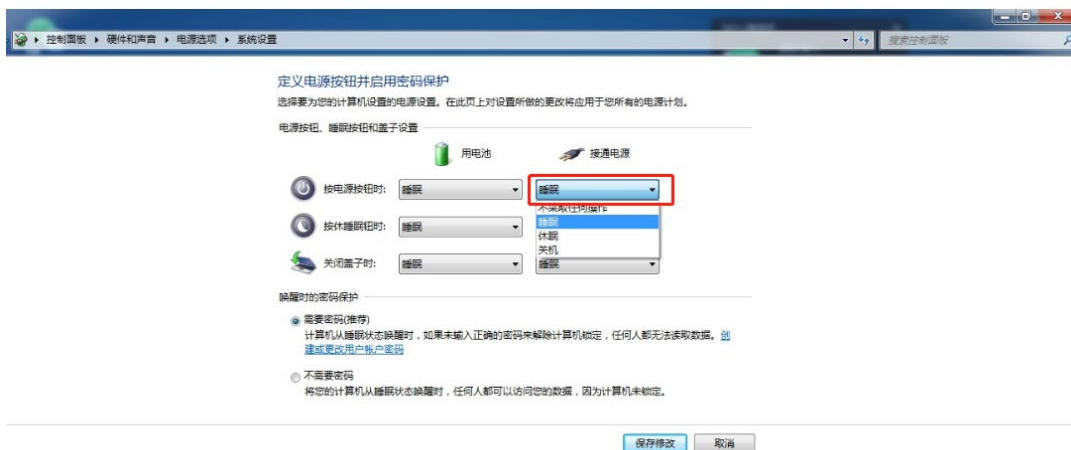 控制面板 ▸ 硬件和声音 ▸ 电源选项 ▸ 系统设置
搜索控制面板
定义电源按钮并启用密码保护
选择要为您的计算机设置的电源设置。在此页上对设置所做的更改将应用于您所有的电源计划。
电源按钮、睡眠按钮和盖子设置
用电池 接通电源
按电源按钮时: 睡眠 睡眠
不采取任何操作
睡眠
休眠
关机
按休睡眠钮时: 睡眠
关闭盖子时: 睡眠 睡眠
唤醒时的密码保护
需要密码(推荐)
计算机从睡眠状态唤醒时，如果未输入正确的密码来解除计算机锁定，任何人都无法读取数据。创
建或更改用户帐户密码
不需要密码
将您的计算机从睡眠状态唤醒时，任何人都可以访问您的数据，因为计算机未锁定。
保存修改 取消